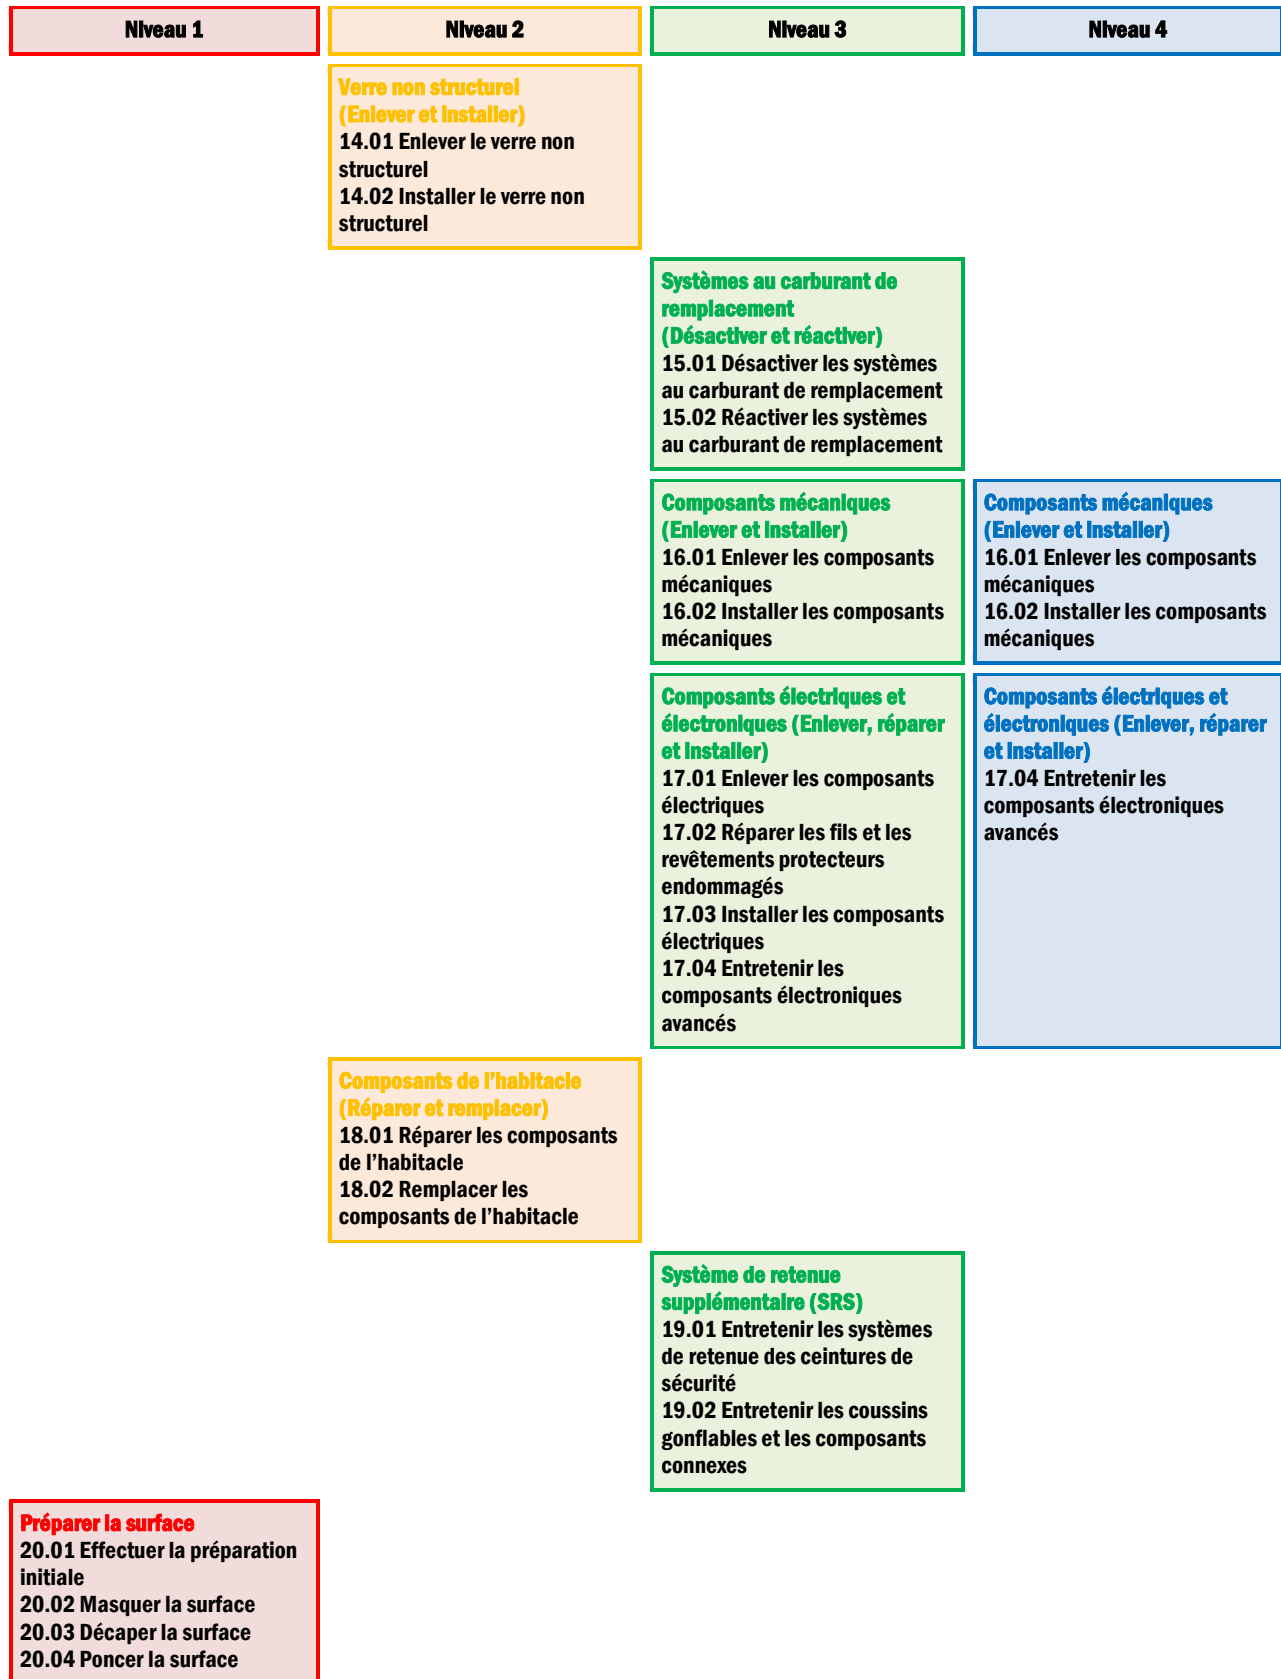 Niveau 1
Niveau 2
Niveau 3
Niveau 4
Verre non structurel
(Enlever et installer)
14.01 Enlever le verre non
structurel
14.02 Installer le verre non
structurel
Systèmes au carburant de
remplacement
(Désactiver et réactiver)
15.01 Désactiver les systèmes
au carburant de remplacement
15.02 Réactiver les systèmes
au carburant de remplacement
Composants mécaniques
(Enlever et installer)
16.01 Enlever les composants
mécaniques
16.02 Installer les composants
mécaniques
Composants mécaniques
(Enlever et installer)
16.01 Enlever les composants
mécaniques
16.02 Installer les composants
mécaniques
Composants électriques et
électroniques (Enlever, réparer
et installer)
17.01 Enlever les composants
électriques
17.02 Réparer les fils et les
revêtements protecteurs
endommagés
17.03 Installer les composants
électriques
17.04 Entretenir les
composants électroniques
avancés
Composants électriques et
électroniques (Enlever, réparer
et installer)
17.04 Entretenir les
composants électroniques
avancés
Composants de l'habitacle
(Réparer et remplacer)
18.01 Réparer les composants
de l'habitacle
18.02 Remplacer les
composants de l'habitacle
Système de retenue
supplémentaire (SRS)
19.01 Entretenir les systèmes
de retenue des ceintures de
sécurité
19.02 Entretenir les coussins
gonflables et les composants
connexes
Préparer la surface
20.01 Effectuer la préparation
initiale
20.02 Masquer la surface
20.03 Décaper la surface
20.04 Poncer la surface